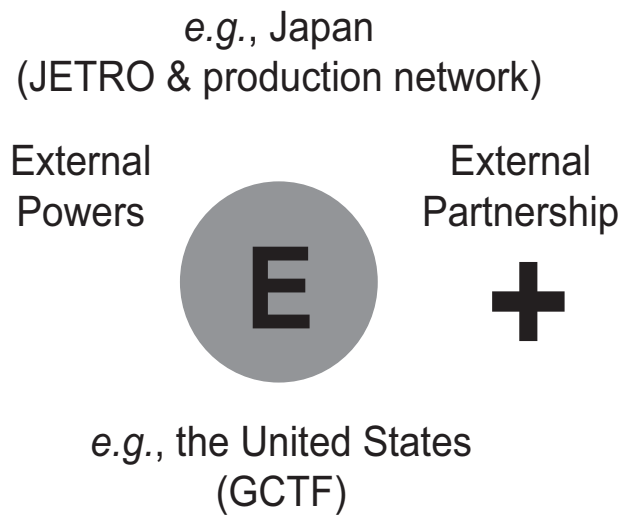 e.g., Japan
(JETRO & production network)
External
Powers
E
External
Partnership
+
e.g., the United States
(GCTF)